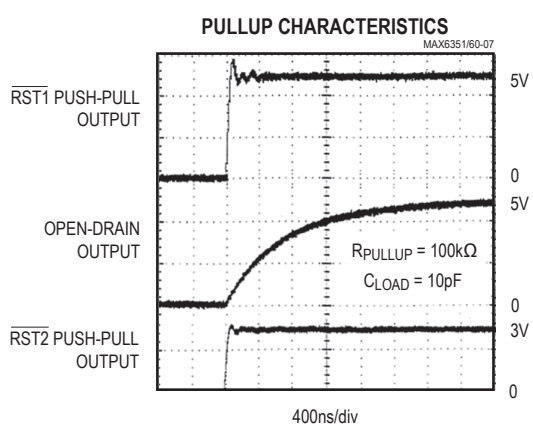 PULLUP CHARACTERISTICS
MAX6351/60-07
RST1 PUSH-PULL
OUTPUT
5V
0
OPEN-DRAIN
OUTPUT
5V
RPULLUP = 100kΩ
CLOAD = 10pF
0
RST2 PUSH-PULL
OUTPUT
3V
0
400ns/div